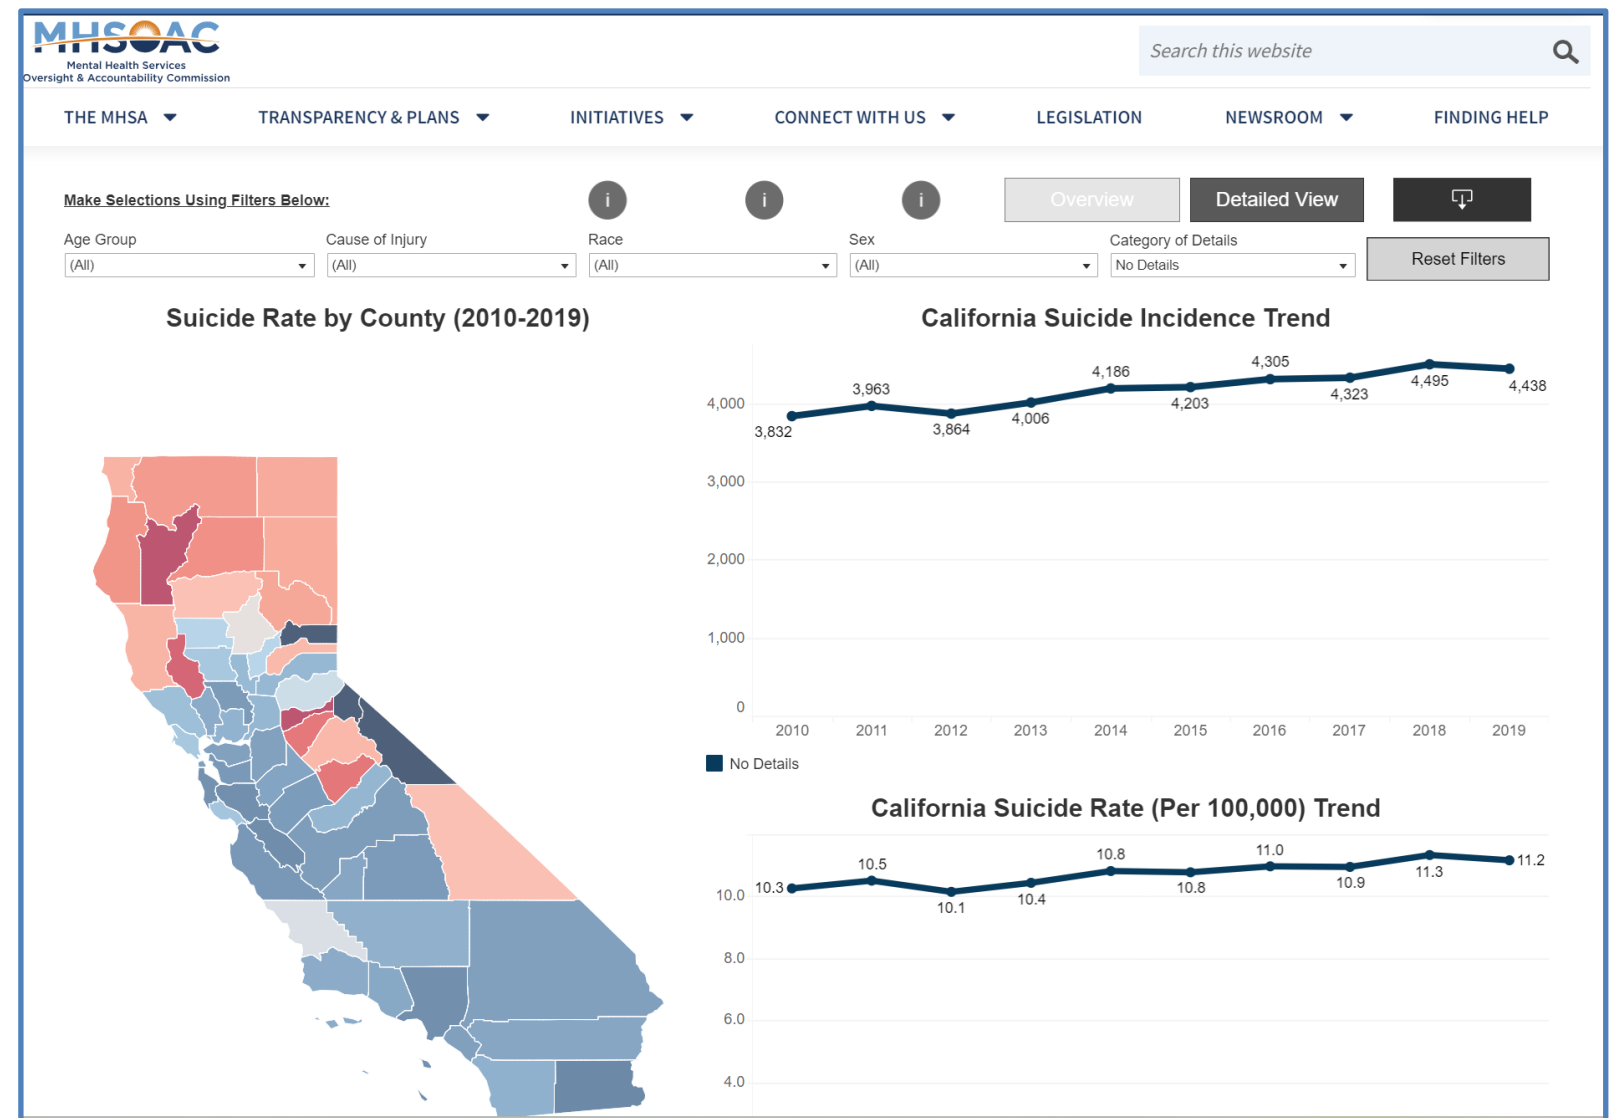 MHSOAC
Mental Health Services
Oversight & Accountability Commission
Search this website
THE MHSA TRANSPARENCY & PLANS INITIATIVES CONNECT WITH US LEGISLATION NEWSROOM FINDING HELP
Make Selections Using Filters Below:
i i i
Overview Detailed View
Age Group Cause of Injury Race Sex Category of Details
(All) (All) (All) (All) No Details
Reset Filters
Suicide Rate by County (2010-2019)
California Suicide Incidence Trend
4,000
3,000
2,000
1,000
0
3,832 3,963 3,864 4,006 4,186 4,203 4,305 4,323 4,495 4,438
2010 2011 2012 2013 2014 2015 2016 2017 2018 2019
No Details
California Suicide Rate (Per 100,000) Trend
10.0
8.0
6.0
4.0
10.3 10.5 10.1 10.4 10.8 10.8 11.0 10.9 11.3 11.2